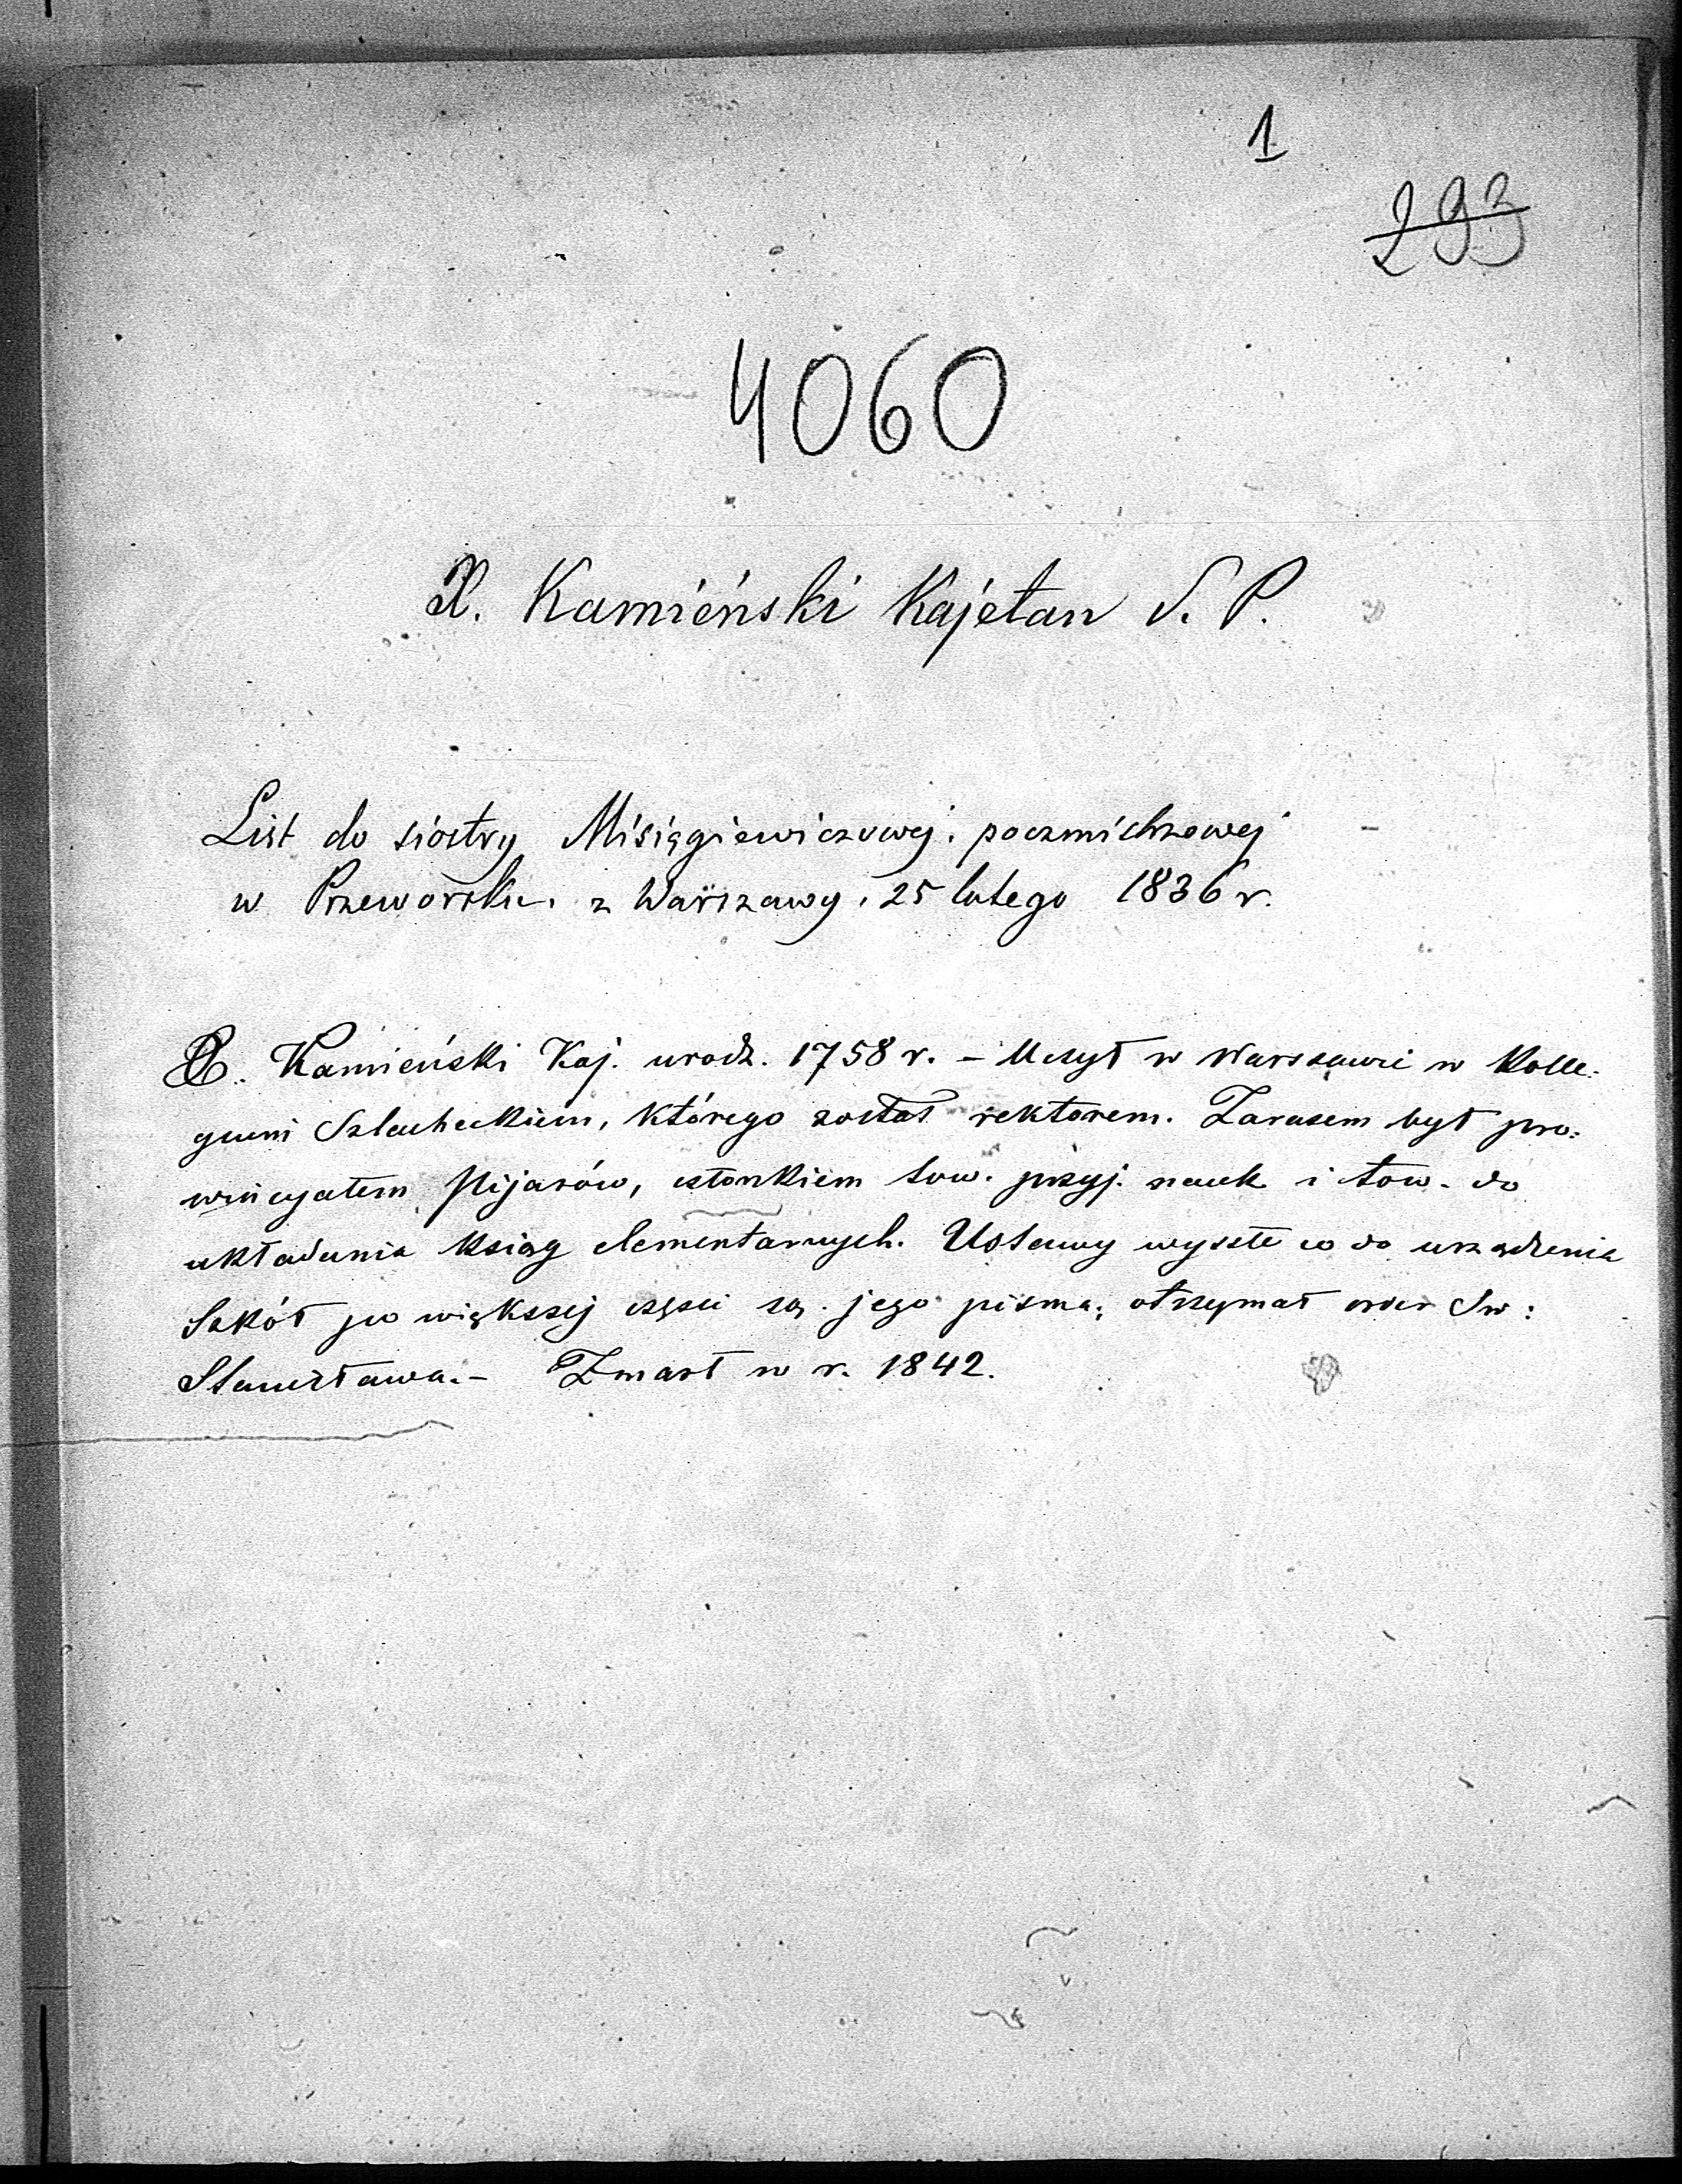 1
293
4060
X. Kamieński Kajetan S. P.
List do siostry Misiągiewiczowej, poczmistrzowej
w Przeworsku, z Warszawy, 25 lutego 1836 r.
X. Kamieński Kaj. urodz. 1758 r. – Uczył w Warszawie w Kolle-
gium Szlacheckiem, którego został rektorem. Zarazem był pro-
wincyałem Pijarów, członkiem tow. przyj. nauk i tow. do
układania ksiąg elementarnych. Ustawy wyszłe co do urządzenia
Szkół po większej części są jego pisma; otrzymał order Św:
Stanisława. – Zmarł w r. 1842.